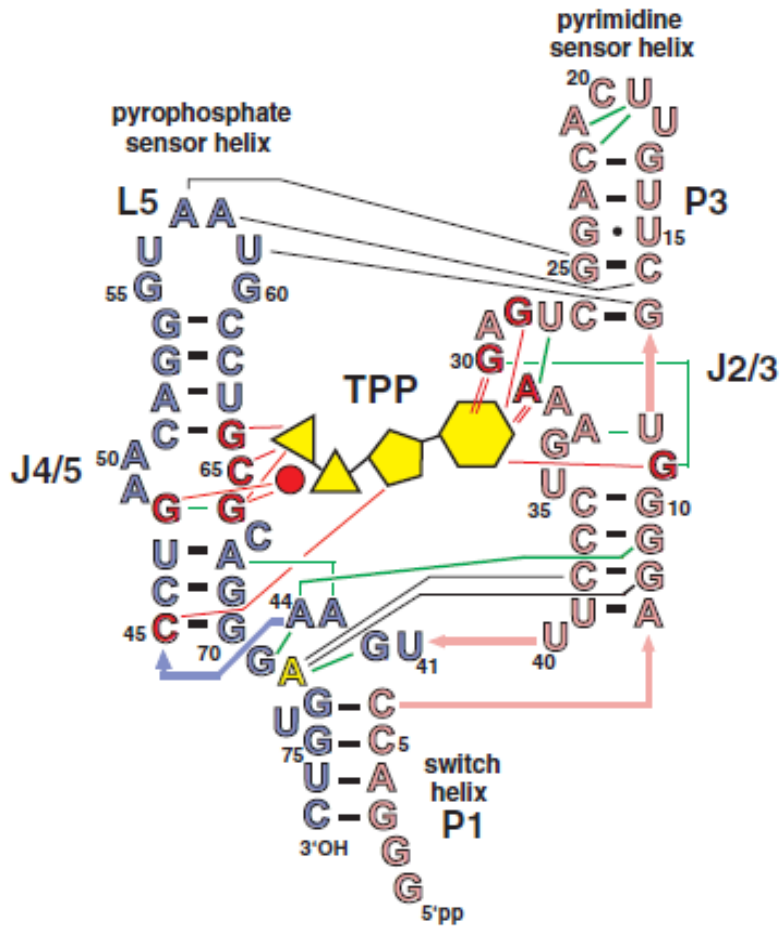 pyrimidine
sensor helix
20 C U
pyrophosphate
sensor helix
A U
C G
L5 A A
A U P3
U U
G U 15
55 G G 60
25 G C
G C
A G U C G
G C
30 G
J2/3
TPP
A U
A A
C G
G A U
50 A
65 C
G
J4/5
A G G
U 35
C G 10
C
U A
C G
C G
C G
44 A A
U A
45 C G 70
G A
G U 41
U 40
G C
U
75 G C 5
switch
helix
U A
P1
C G
3'OH
G
G
5'pp